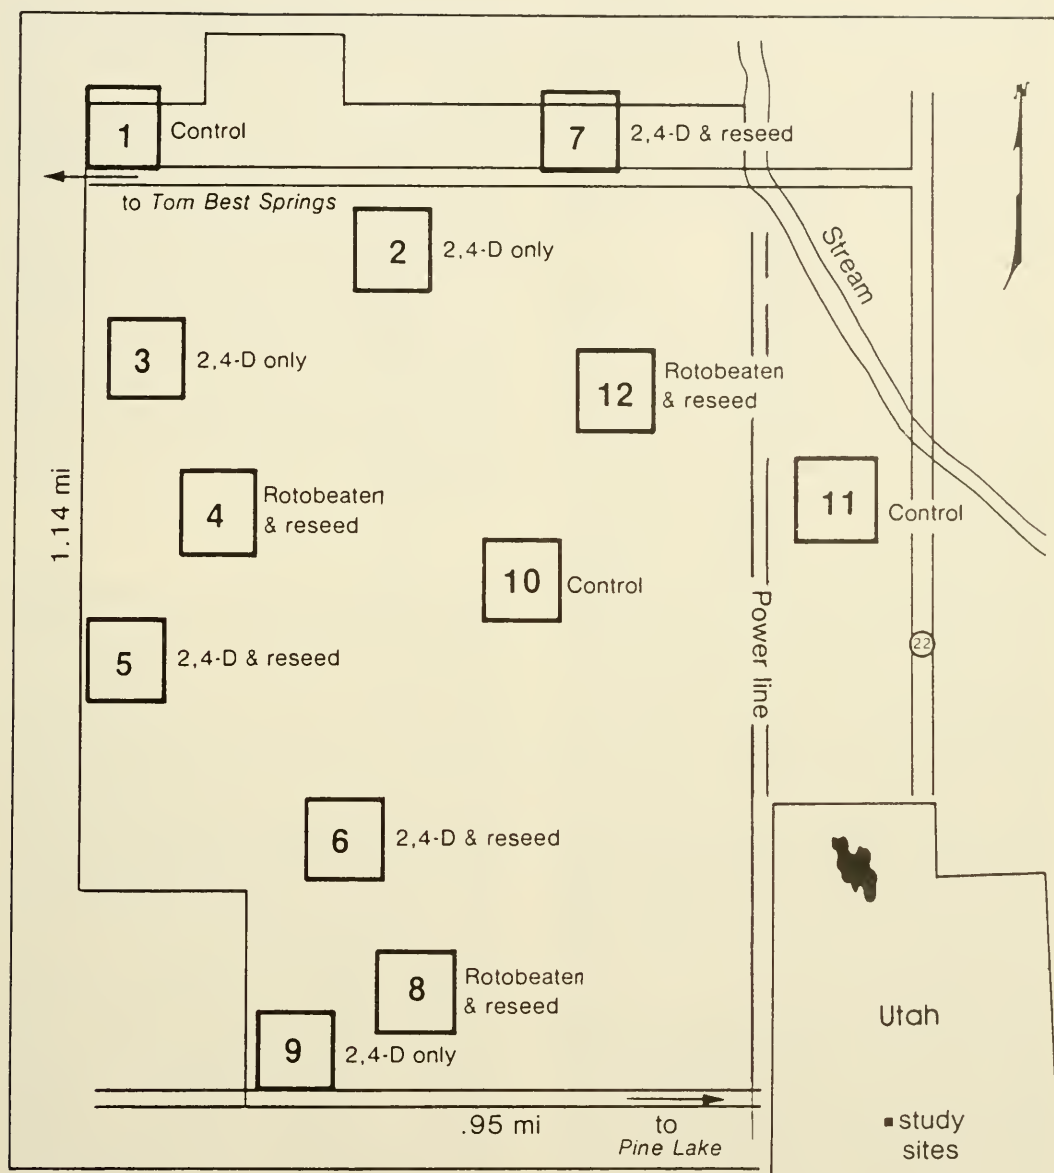 N
1
Control
7
2,4-D & reseed
to Tom Best Springs
2
2,4-D only
Stream
3
2,4-D only
12
Rotobeaten
& reseed
1.14 mi
4
Rotobeaten
& reseed
11
Control
10
Control
Power line
22
5
2,4-D & reseed
6
2,4-D & reseed
8
Rotobeaten
& reseed
9
2,4-D only
Utah
.95 mi
to
Pine Lake
study
sites